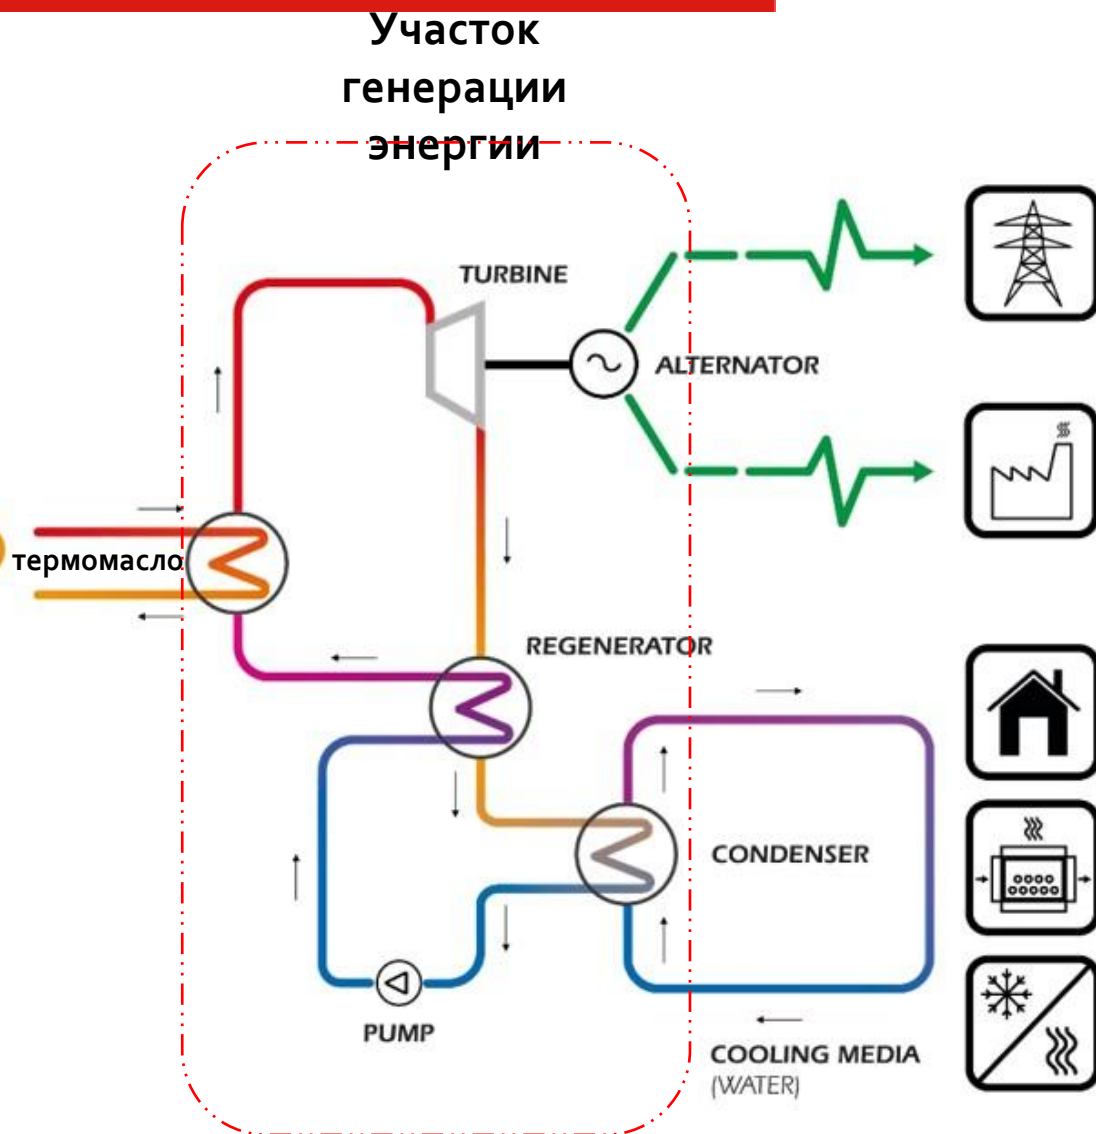 Участок
генерации
энергии
TURBINE
ALTERNATOR
термомасло
REGENERATOR
CONDENSER
PUMP
COOLING MEDIA
(WATER)